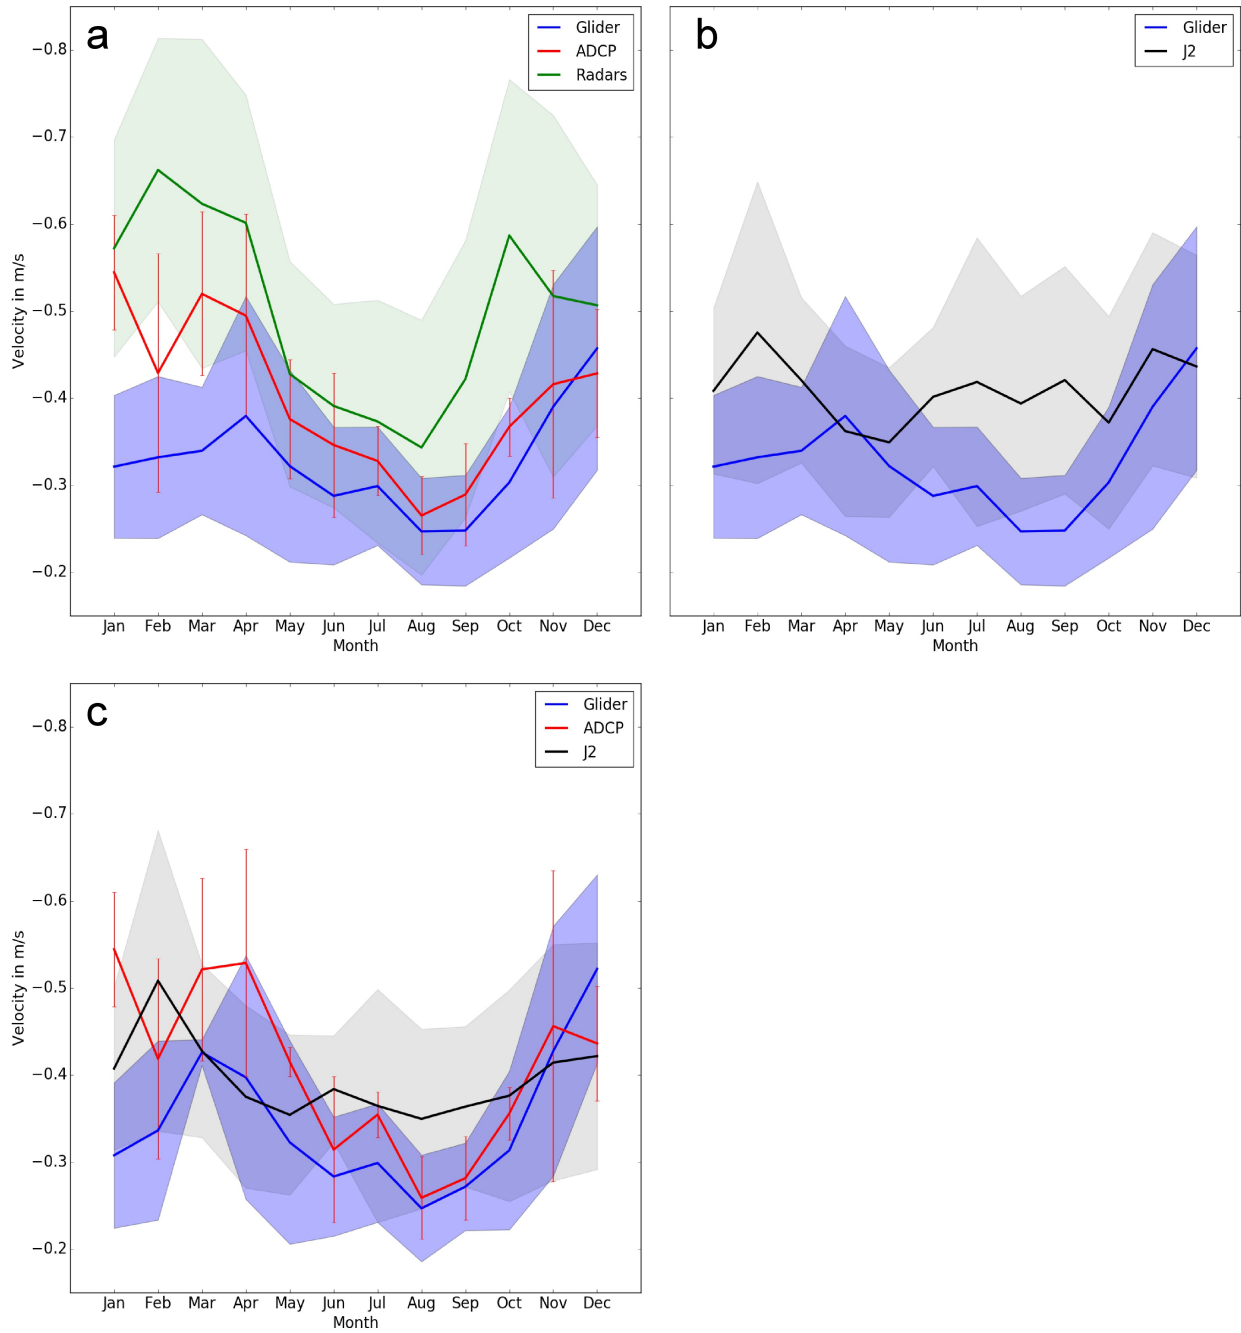 a
Glider
ADCP
Radars
−0.8
−0.7
−0.6
−0.5
−0.4
−0.3
−0.2
Velocity in m/s
Jan Feb Mar Apr May Jun Jul Aug Sep Oct Nov Dec
Month
b
Glider
J2
Jan Feb Mar Apr May Jun Jul Aug Sep Oct Nov Dec
Month
c
Glider
ADCP
J2
−0.8
−0.7
−0.6
−0.5
−0.4
−0.3
−0.2
Velocity in m/s
Jan Feb Mar Apr May Jun Jul Aug Sep Oct Nov Dec
Month